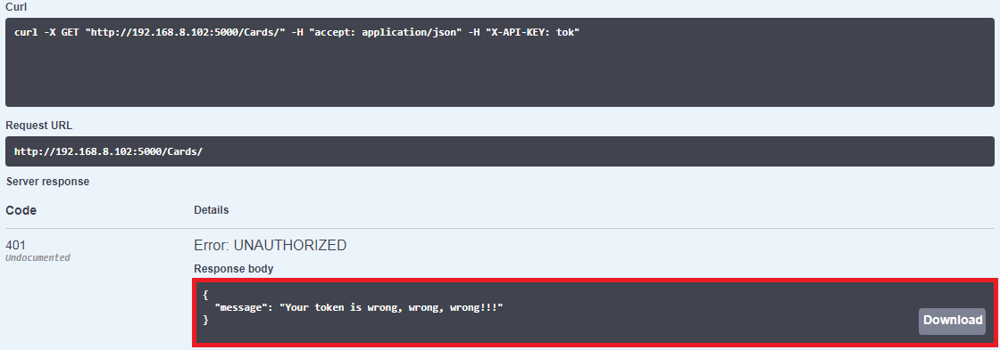 Curl
curl -X GET "http://192.168.8.102:5000/Cards/" -H "accept: application/json" -H "X-API-KEY: tok"
Request URL
http://192.168.8.102:5000/Cards/
Server response
Code Details
401 Error: UNAUTHORIZED
Undocumented
Response body
{
"message": "Your token is wrong, wrong, wrong!!!"
}
Download